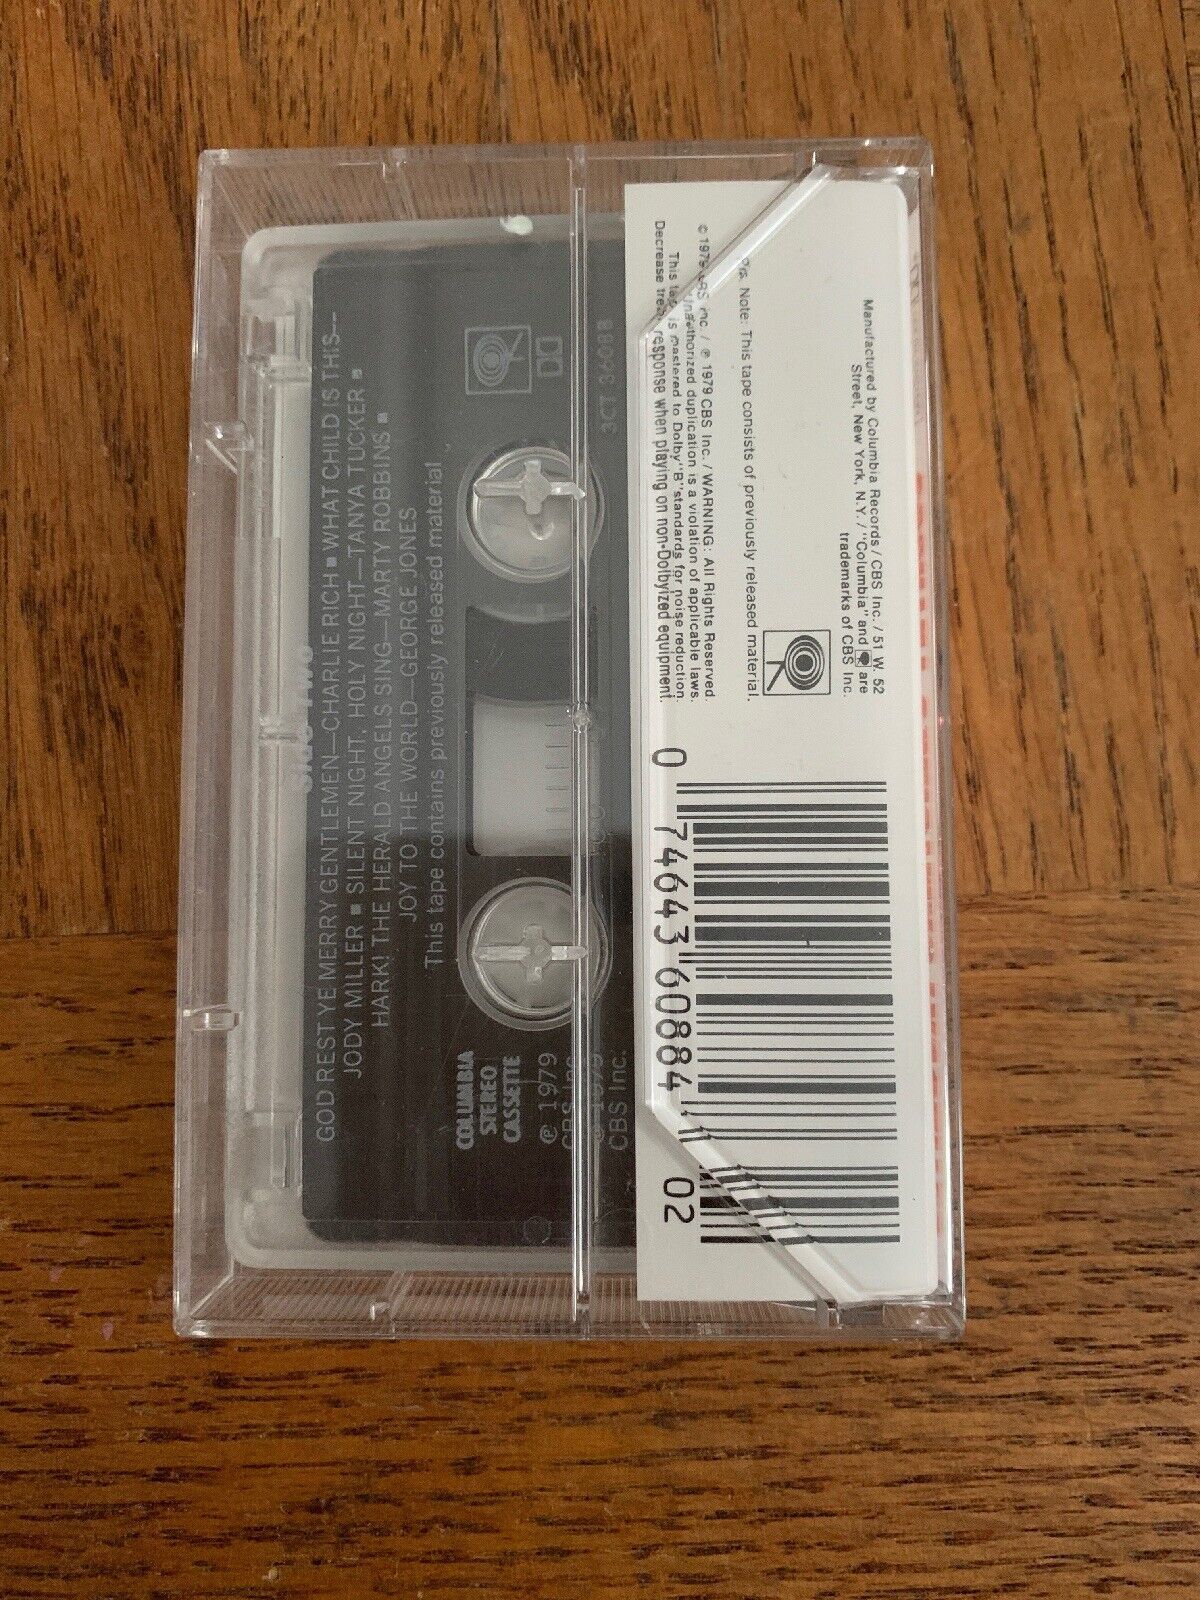 Side Two
GOD REST YE MERRY GENTLEMEN—CHARLIE RICH ■ WHAT CHILD IS THIS—
JODY MILLER ■ SILENT NIGHT, HOLY NIGHT—TANYA TUCKER ■
HARK! THE HERALD ANGELS SING—MARTY ROBBINS ■
JOY TO THE WORLD—GEORGE JONES
This tape contains previously released material
COLUMBIA
STEREO
CASSETTE
℗ 1979
CBS Inc.
© 1979
CBS Inc.
JCT 36088
Manufactured by Columbia Records / CBS Inc. / 51 W. 52
Street, New York, N.Y. / "Columbia" and are
trademarks of CBS Inc.
Note: This tape consists of previously released material.
© 1979 CBS Inc. / ℗ 1979 CBS Inc. / WARNING: All Rights Reserved.
Unauthorized duplication is a violation of applicable laws.
This tape is mastered to Dolby "B" standards for noise reduction.
Decrease treble response when playing on non-Dolbyized equipment.
0 74643 60884 02